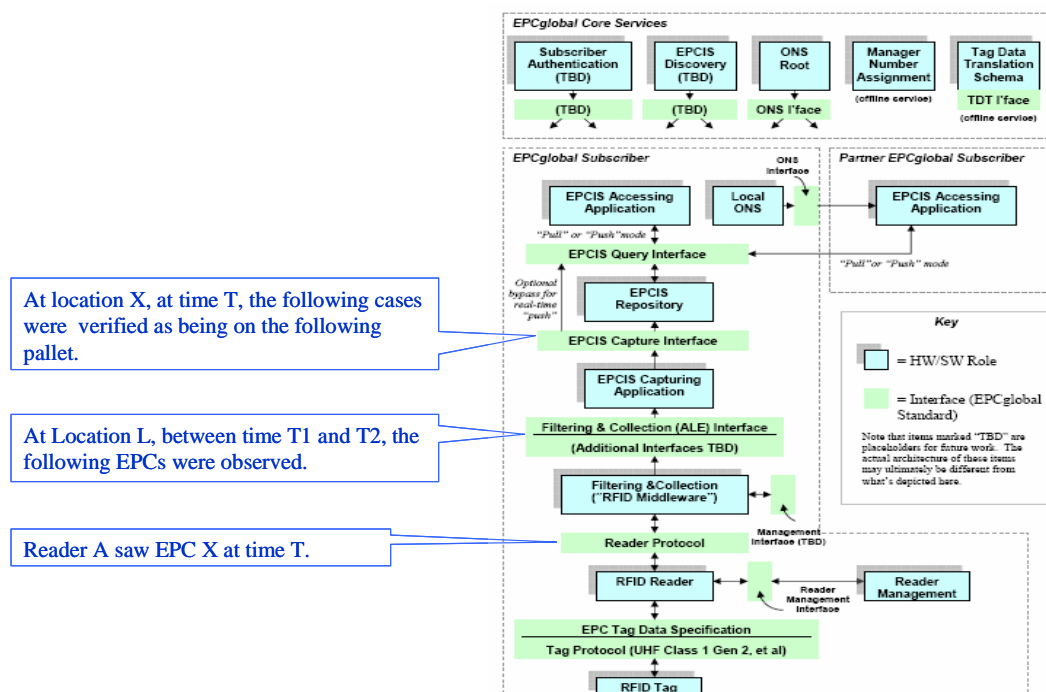 EPCglobal Core Services
Subscriber
Authentication
(TBD)
(TBD)
EPCIS
Discovery
(TBD)
(TBD)
ONS
Root
ONS I'face
Manager
Number
Assignment
(offline service)
Tag Data
Translation
Schema
TDT I'face
(offline service)
EPCglobal Subscriber
Partner EPCglobal Subscriber
ONS
Interface
EPCIS Accessing
Application
Local
ONS
EPCIS Accessing
Application
"Pull" or "Push"mode
EPCIS Query Interface
"Pull"or "Push" mode
Optional
bypass for
real-time
"push"
EPCIS
Repository
At location X, at time T, the following cases
were verified as being on the following
pallet.
EPCIS Capture Interface
EPCIS Capturing
Application
Key
= HW/SW Role
= Interface (EPCglobal
Standard)
Note that items marked "TBD" are
placeholders for future work. The
actual architecture of these items
may ultimately be different from
what's depicted here.
At Location L, between time T1 and T2, the
following EPCs were observed.
Filtering & Collection (ALE) Interface
(Additional Interfaces TBD)
Filtering &Collection
("RFID Middleware")
Management
Interface (TBD)
Reader A saw EPC X at time T.
Reader Protocol
RFID Reader
Reader
Management
Interface
Reader
Management
EPC Tag Data Specification
Tag Protocol (UHF Class 1 Gen 2, et al)
RFID Tag